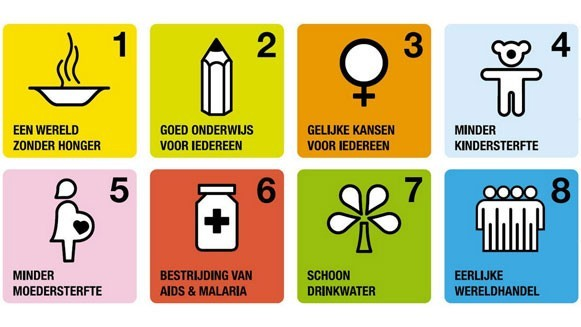 1
EEN WERELD
ZONDER HONGER
2
GOED ONDERWIJS
VOOR IEDEREEN
3
GELIJKE KANSEN
VOOR IEDEREEN
4
MINDER
KINDERSTERFTE
5
MINDER
MOEDERSTERFTE
6
BESTRIJDING VAN
AIDS & MALARIA
7
SCHOON
DRINKWATER
8
EERLIJKE
WERELDHANDEL